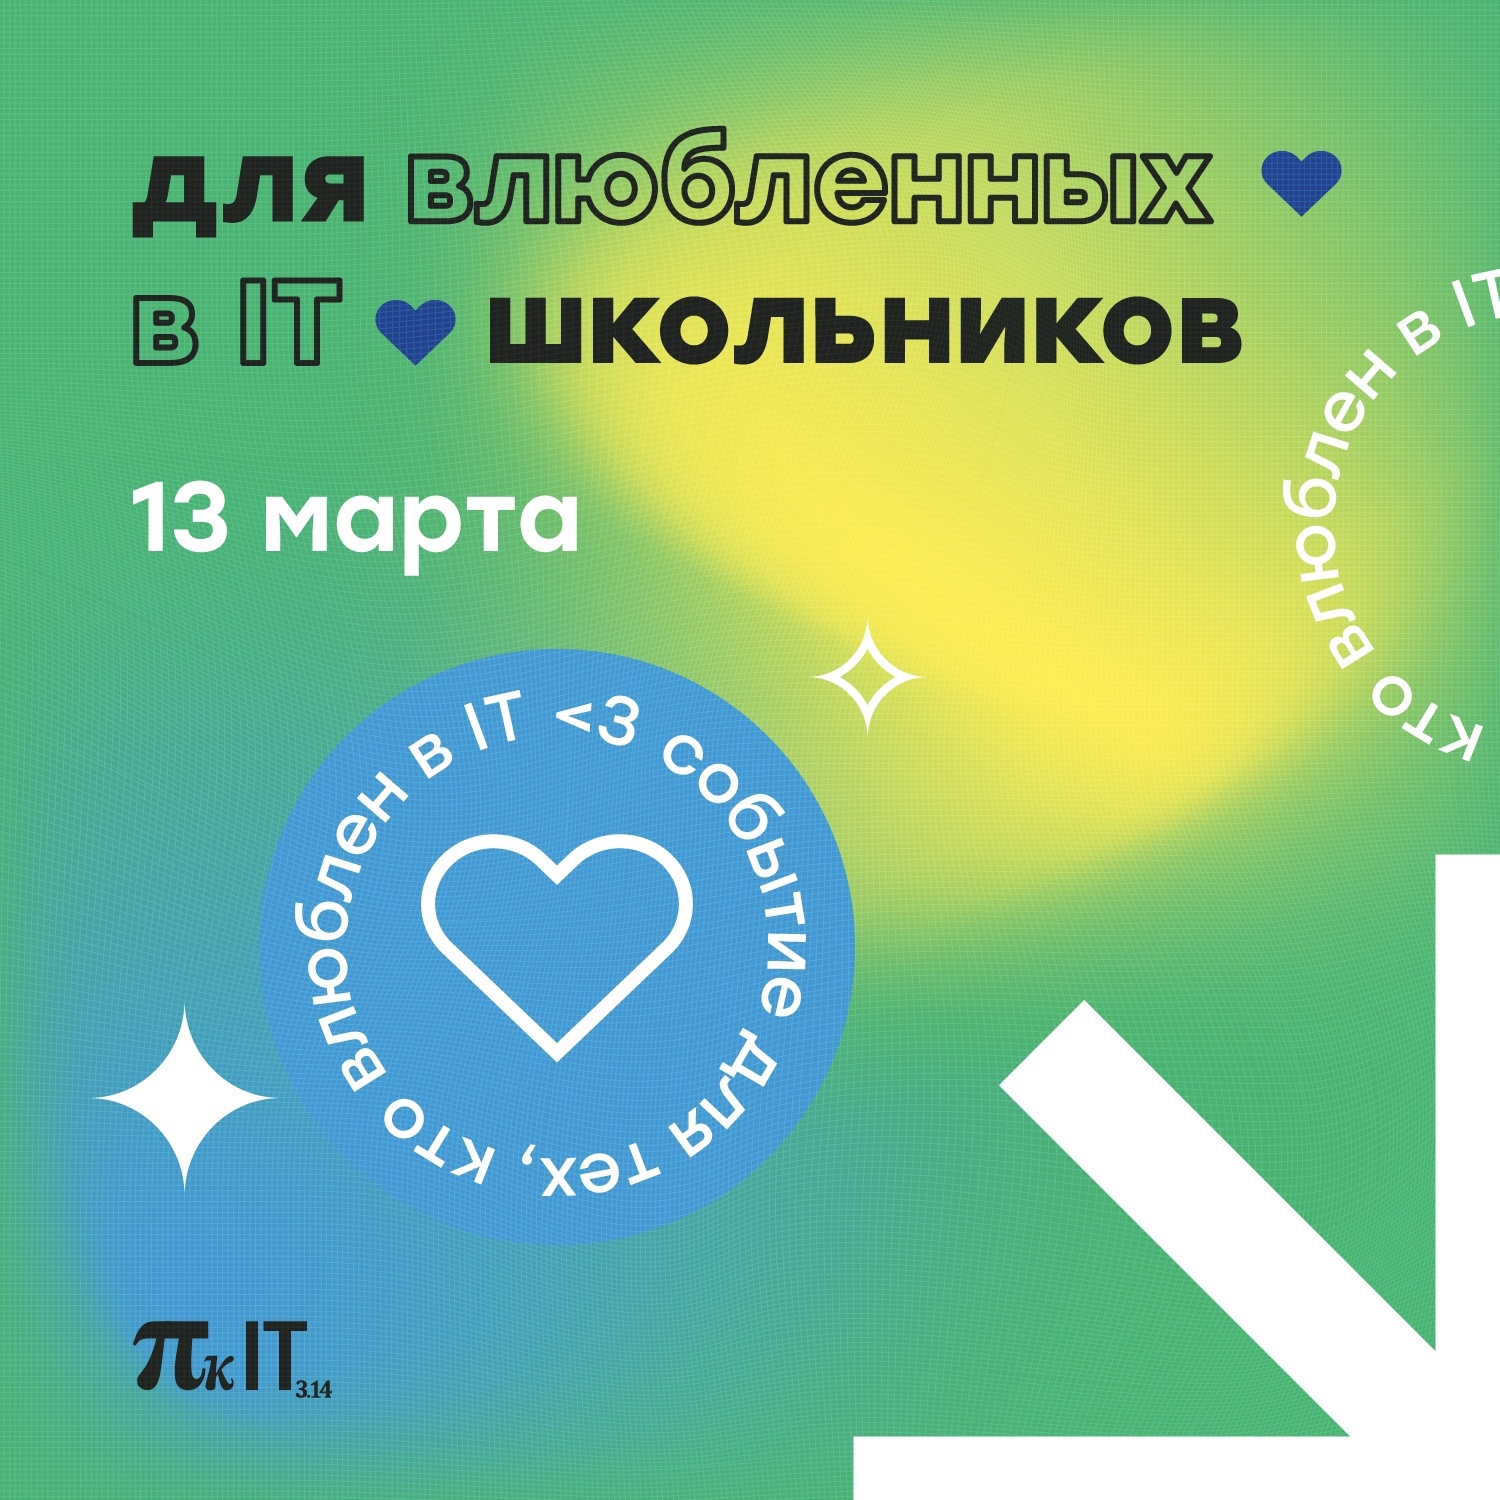 для влюбленных
в IT школьников
13 марта
влюблен в IT <3 событие для тех, кто
кто влюблен в IT
πк IT 3.14